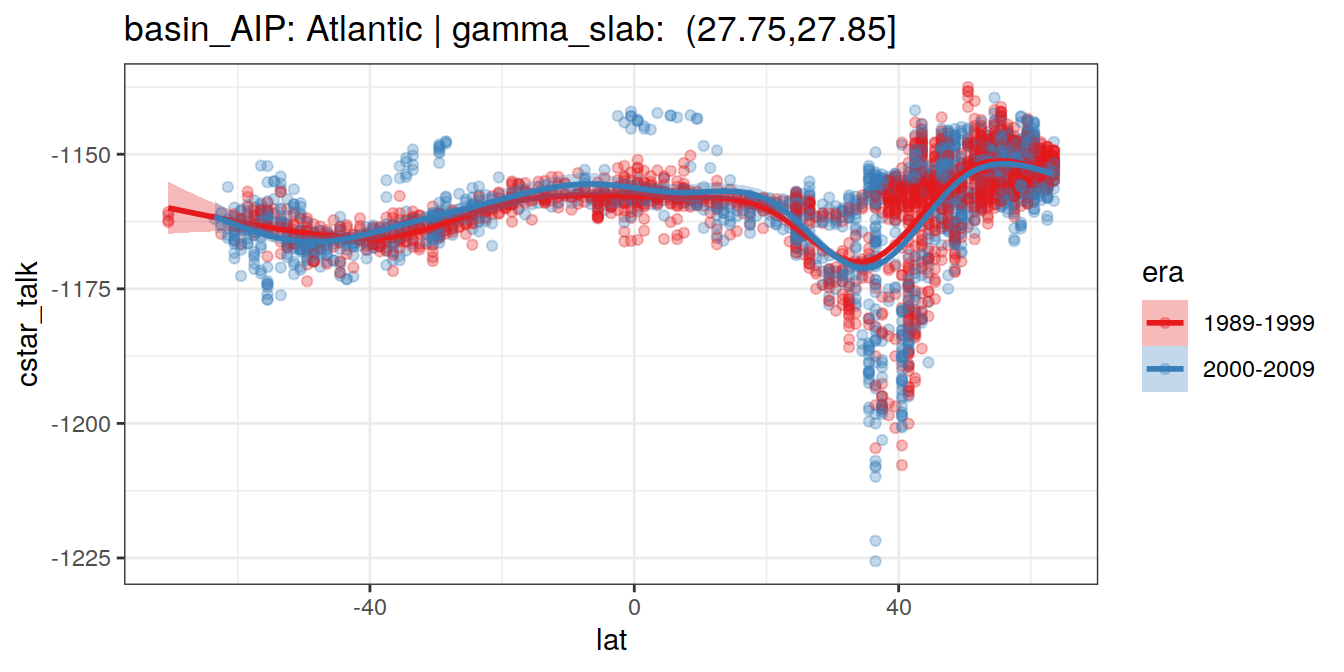 basin_AIP: Atlantic | gamma_slab:  (27.75,27.85]
-1150
-1175
-1200
-1225
cstar_talk
-40
0
40
lat
era
1989-1999
2000-2009